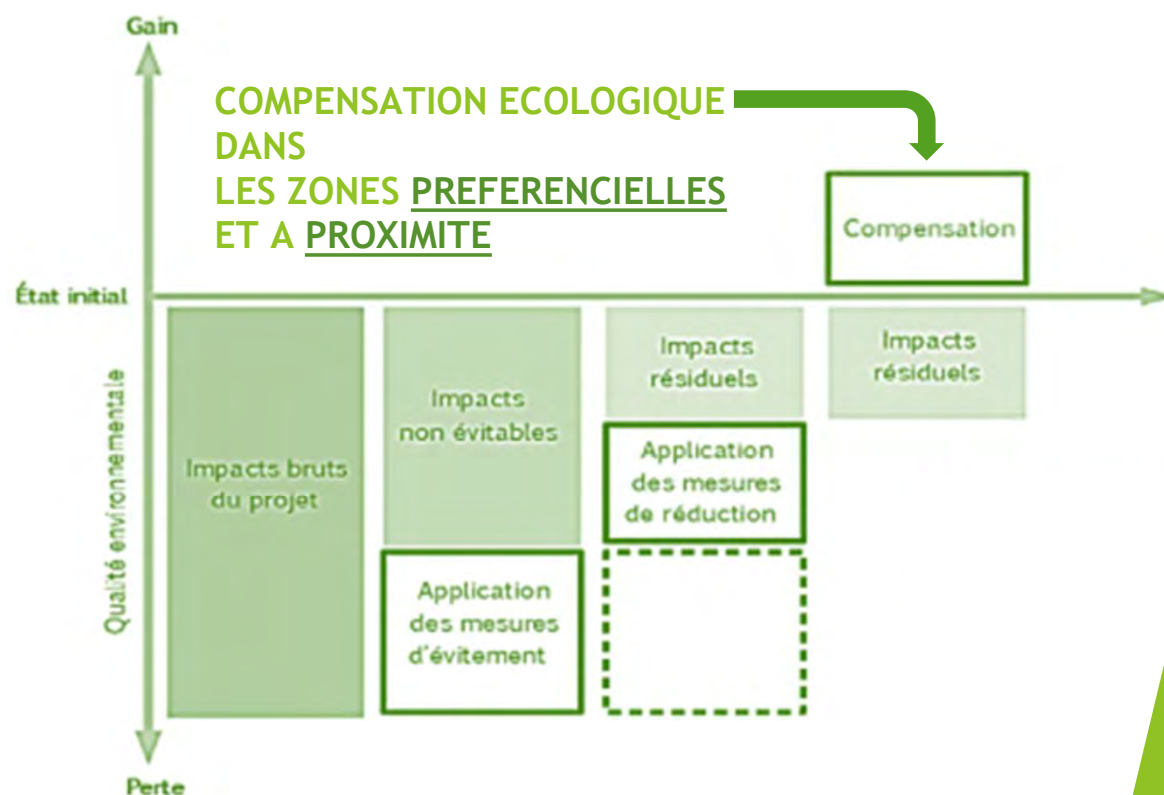 Gain
COMPENSATION ECOLOGIQUE
DANS
LES ZONES PREFERENCIELLES
ET A PROXIMITE
Compensation
État initial
Qualité environnementale
Impacts bruts
du projet
Impacts
non évitables
Application
des mesures
d'évitement
Impacts
résiduels
Application
des mesures
de réduction
Impacts
résiduels
Perte